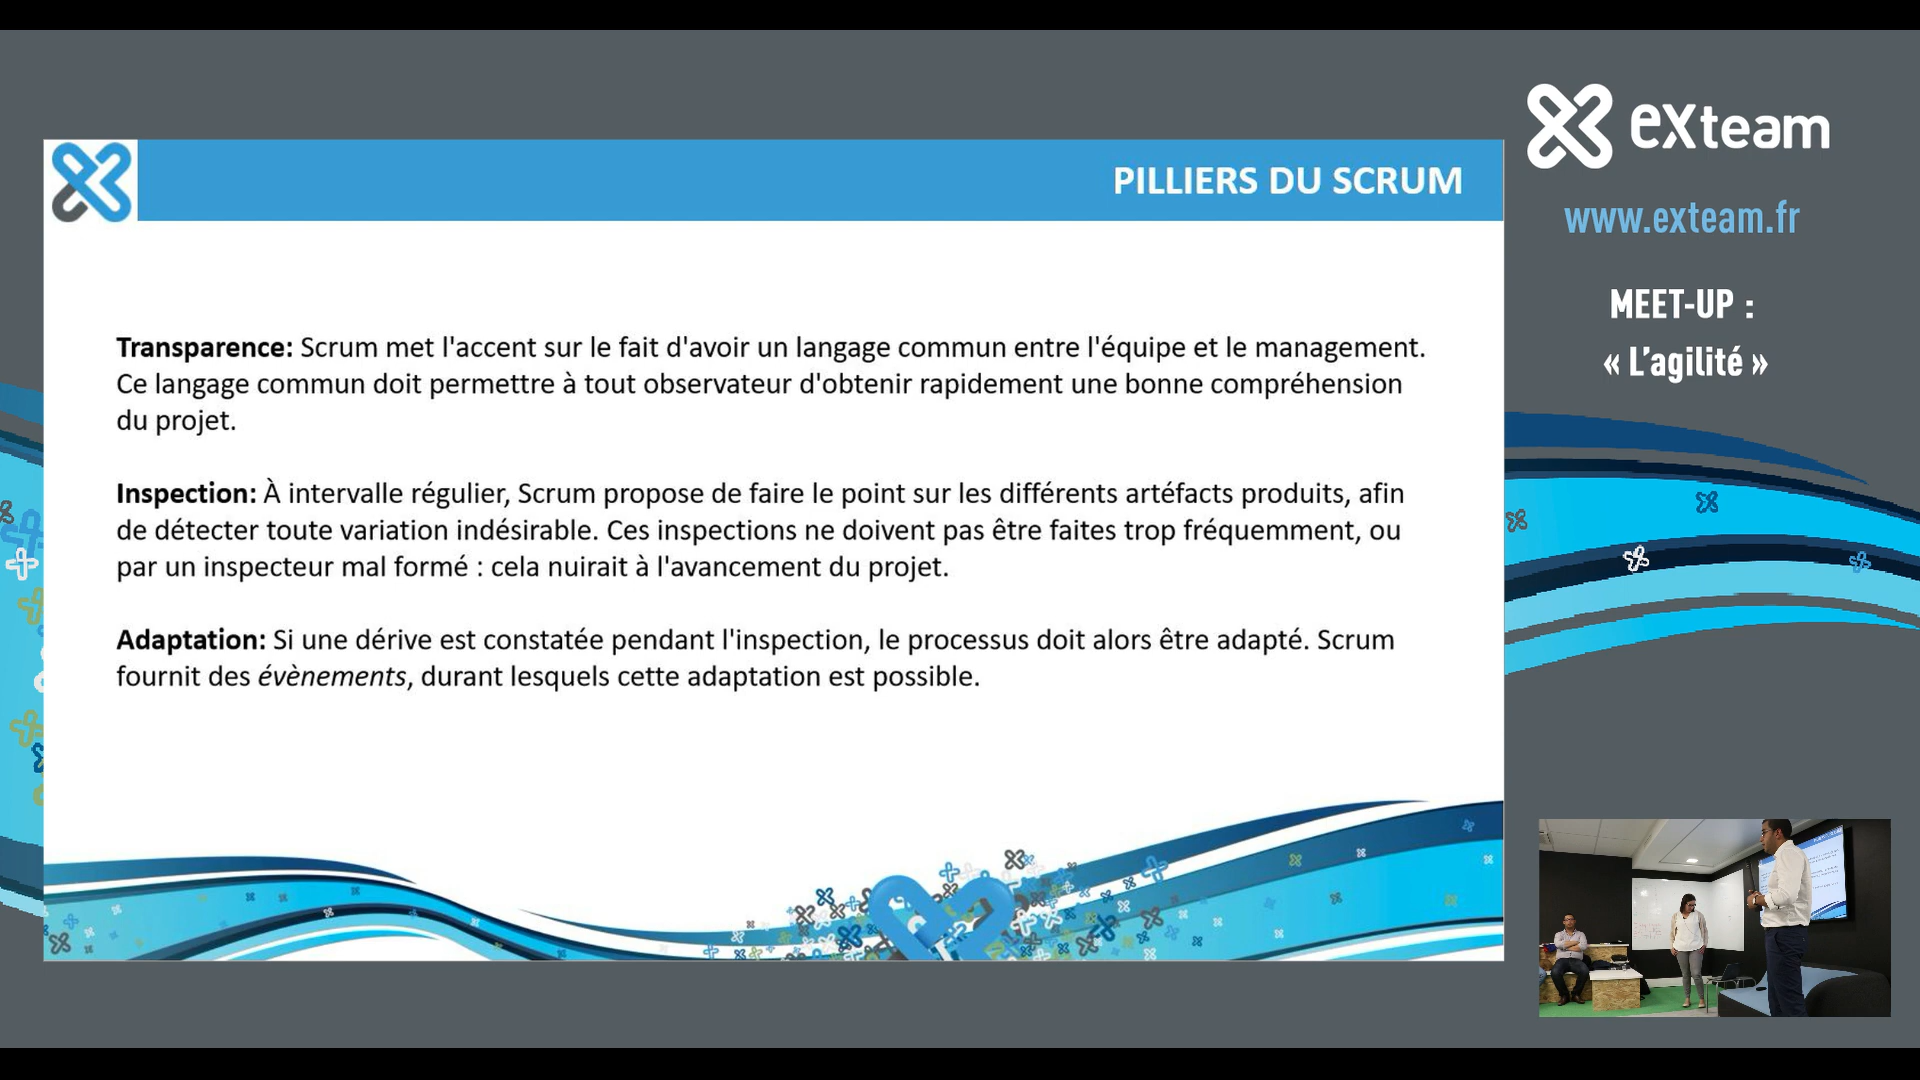 PILLIERS DU SCRUM
Transparence: Scrum met l'accent sur le fait d'avoir un langage commun entre l'équipe et le management.
Ce langage commun doit permettre à tout observateur d'obtenir rapidement une bonne compréhension
du projet.
Inspection: À intervalle régulier, Scrum propose de faire le point sur les différents artéfacts produits, afin
de détecter toute variation indésirable. Ces inspections ne doivent pas être faites trop fréquemment, ou
par un inspecteur mal formé : cela nuirait à l'avancement du projet.
Adaptation: Si une dérive est constatée pendant l'inspection, le processus doit alors être adapté. Scrum
fournit des évènements, durant lesquels cette adaptation est possible.
exteam
www.exteam.fr
MEET-UP :
« L’agilité »